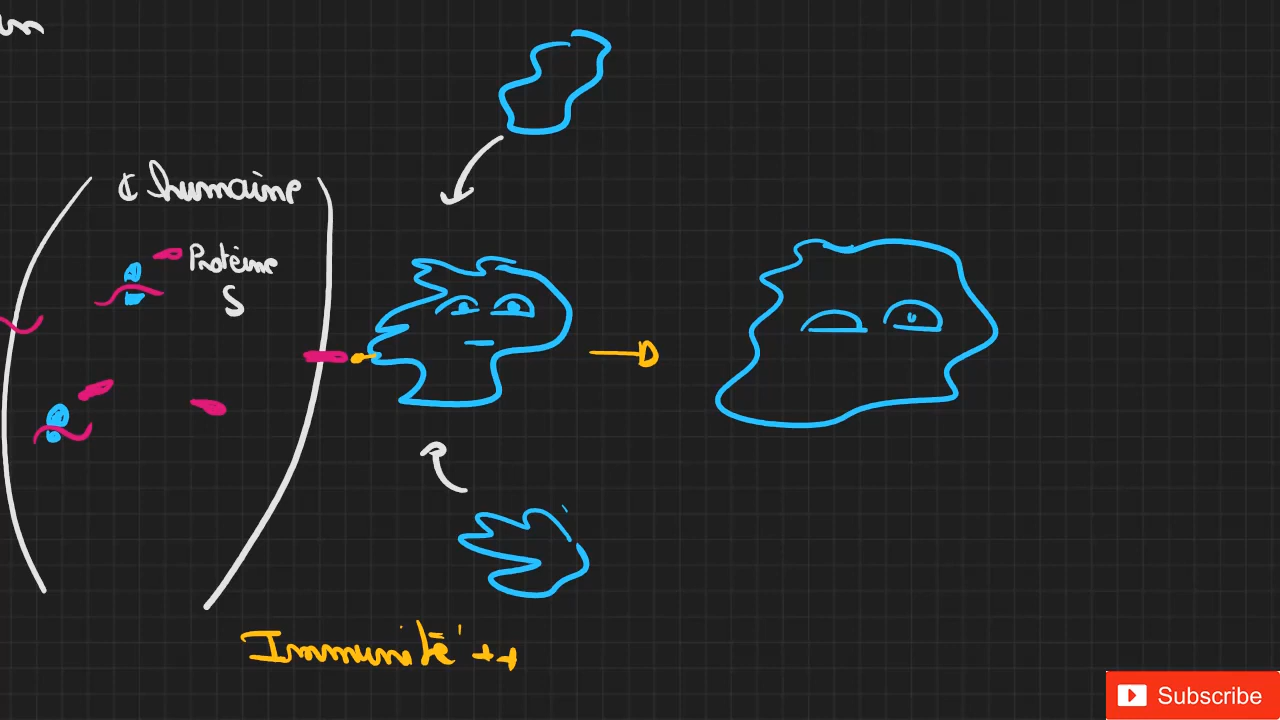 ¢ humaine
Protéine
S
Immunité ++
Subscribe